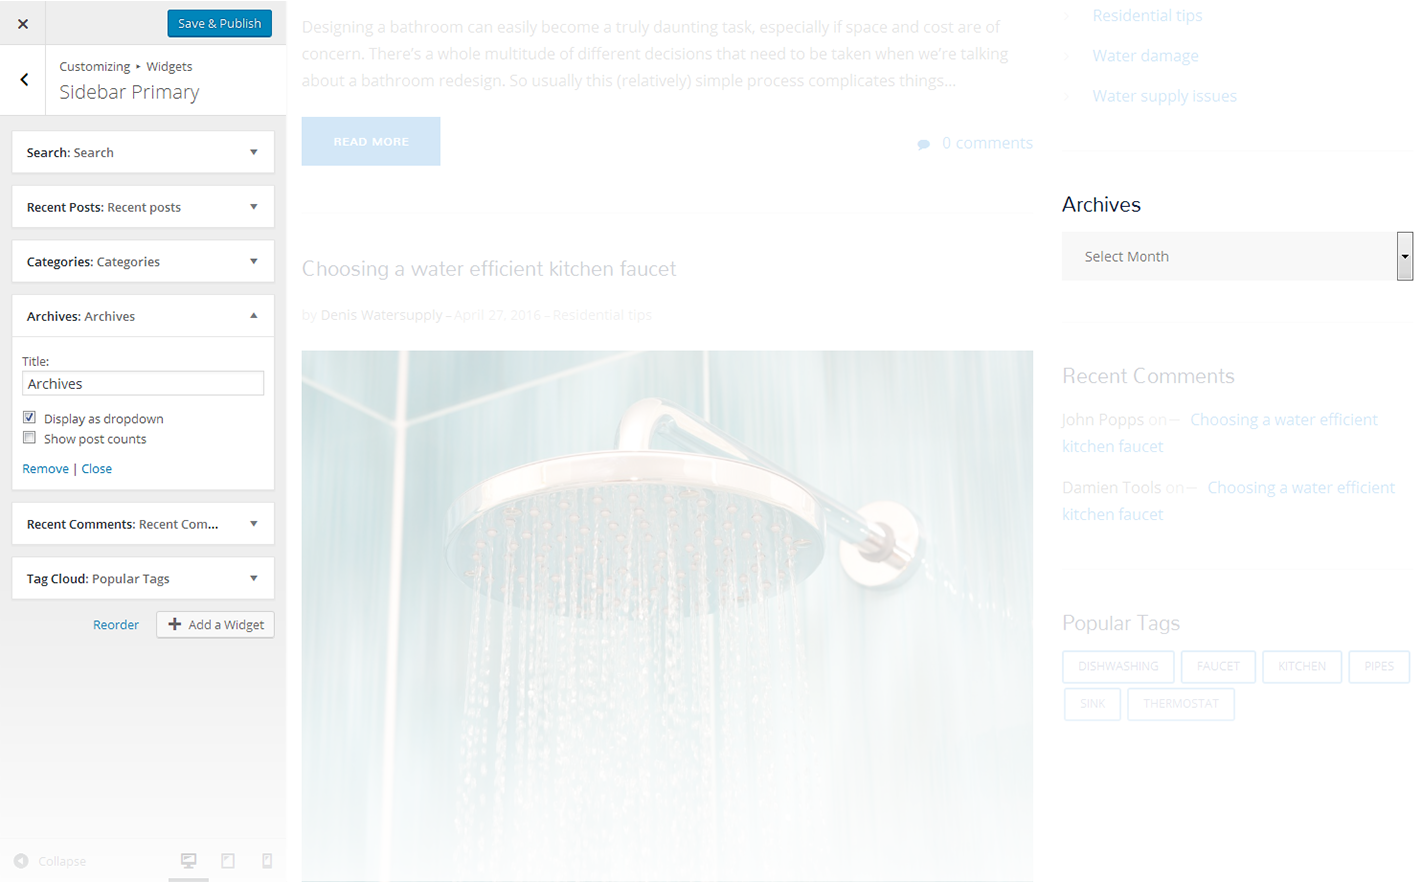 Save & Publish
Customizing ▸ Widgets
Sidebar Primary
Search: Search
Recent Posts: Recent posts
Categories: Categories
Archives: Archives
Title:
Archives
Display as dropdown
Show post counts
Remove | Close
Recent Comments: Recent Com...
Tag Cloud: Popular Tags
Reorder
Add a Widget
Collapse
Designing a bathroom can easily become a truly daunting task, especially if space and cost are of
concern. There's a whole multitude of different decisions that need to be taken when we're talking
about a bathroom redesign. So usually this (relatively) simple process complicates things...
READ MORE
0 comments
Choosing a water efficient kitchen faucet
by Denis Watersupply – April 27, 2016 – Residential tips
Residential tips
Water damage
Water supply issues
Archives
Select Month
Recent Comments
John Popps on – Choosing a water efficient
kitchen faucet
Damien Tools on – Choosing a water efficient
kitchen faucet
Popular Tags
DISHWASHING FAUCET KITCHEN PIPES
SINK THERMOSTAT